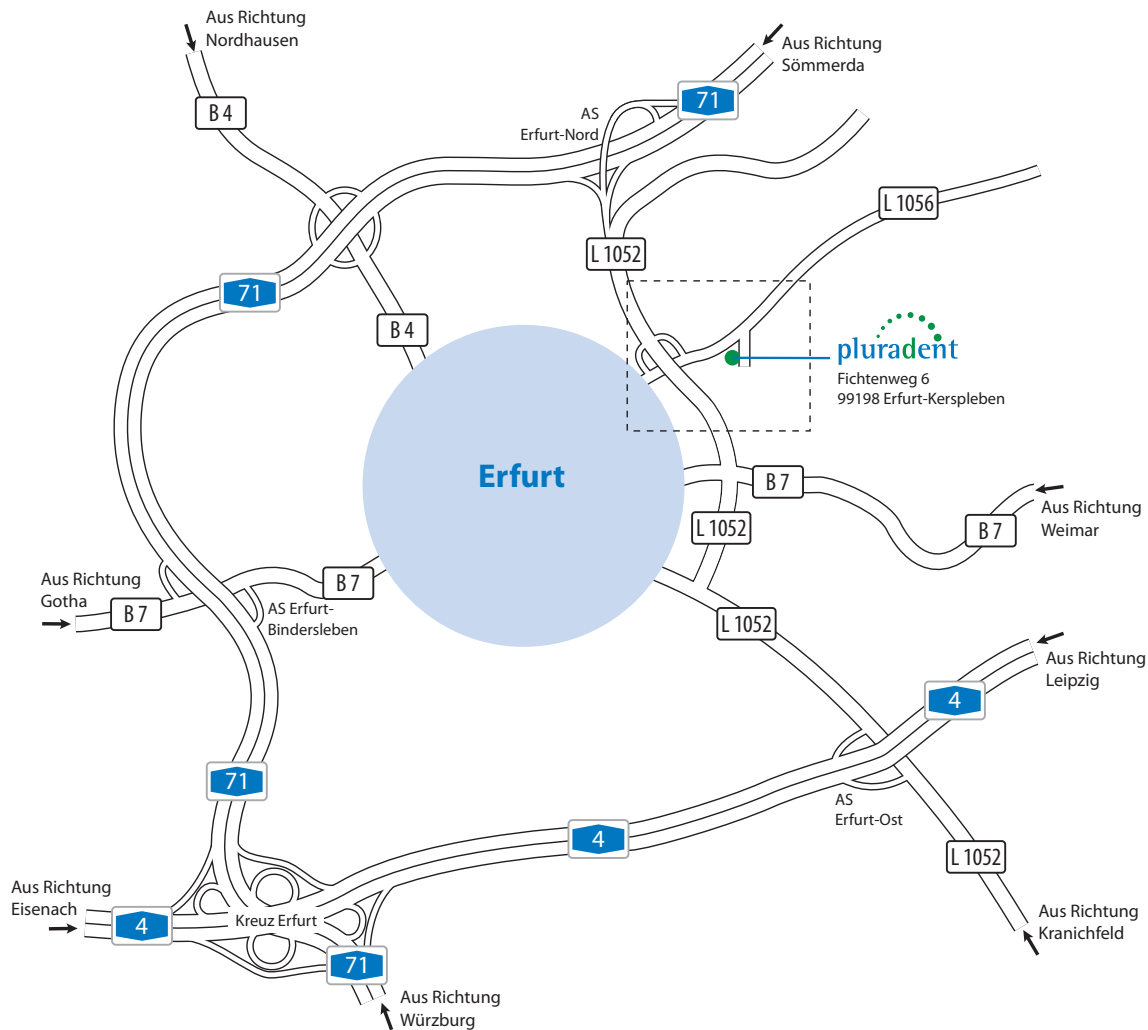 Aus Richtung
Nordhausen
Aus Richtung
Sömmerda
B 4
71
AS
Erfurt-Nord
L 1056
L 1052
71
B 4
pluradent
Fichtenweg 6
99198 Erfurt-Kerspleben
Erfurt
B 7
Aus Richtung
Weimar
B 7
L 1052
Aus Richtung
Gotha
B 7
B 7
AS Erfurt-
Bindersleben
L 1052
Aus Richtung
Leipzig
4
71
AS
Erfurt-Ost
4
L 1052
Aus Richtung
Eisenach
4
Kreuz Erfurt
71
Aus Richtung
Kranichfeld
Aus Richtung
Würzburg